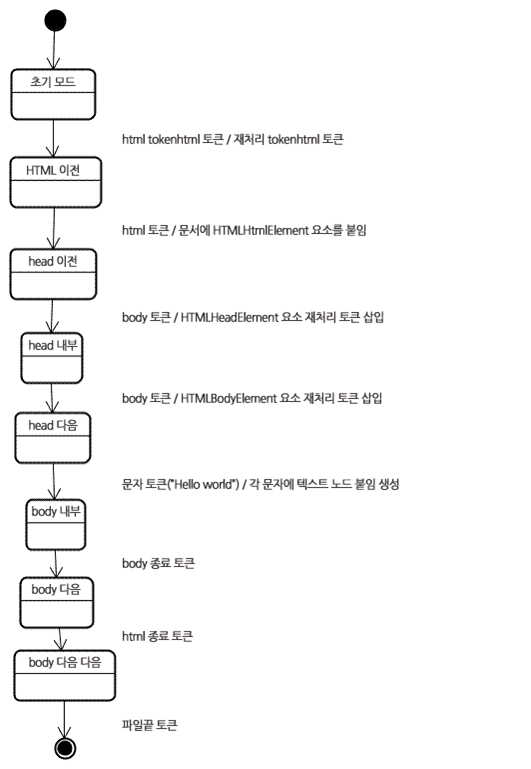 초기 모드
html tokenhtml 토큰 / 재처리 tokenhtml 토큰
HTML 이전
html 토큰 / 문서에 HTMLHtmlElement 요소를 붙임
head 이전
body 토큰 / HTMLHeadElement 요소 재처리 토큰 삽입
head 내부
body 토큰 / HTMLBodyElement 요소 재처리 토큰 삽입
head 다음
문자 토큰("Hello world") / 각 문자에 텍스트 노드 붙임 생성
body 내부
body 종료 토큰
body 다음
html 종료 토큰
body 다음 다음
파일끝 토큰